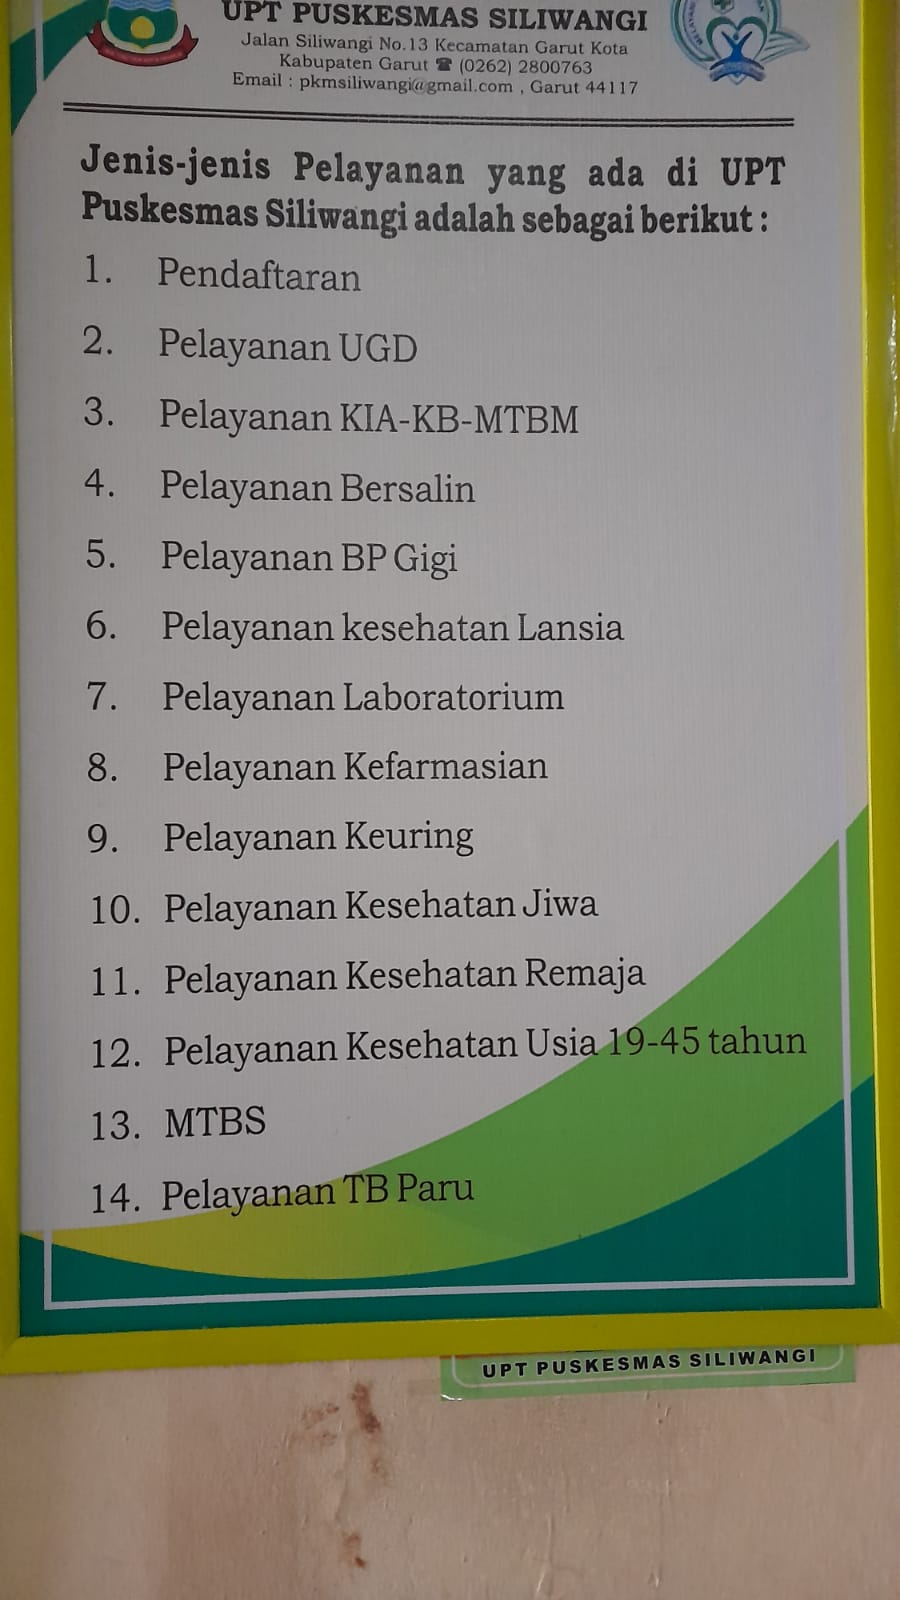 UPT PUSKESMAS SILIWANGI
Jalan Siliwangi No.13 Kecamatan Garut Kota
Kabupaten Garut ☎ (0262) 2800763
Email : pkmsiliwangi@gmail.com , Garut 44117
Jenis-jenis Pelayanan yang ada di UPT
Puskesmas Siliwangi adalah sebagai berikut :
1. Pendaftaran
2. Pelayanan UGD
3. Pelayanan KIA-KB-MTBM
4. Pelayanan Bersalin
5. Pelayanan BP Gigi
6. Pelayanan kesehatan Lansia
7. Pelayanan Laboratorium
8. Pelayanan Kefarmasian
9. Pelayanan Keuring
10. Pelayanan Kesehatan Jiwa
11. Pelayanan Kesehatan Remaja
12. Pelayanan Kesehatan Usia 19-45 tahun
13. MTBS
14. Pelayanan TB Paru
UPT PUSKESMAS SILIWANGI